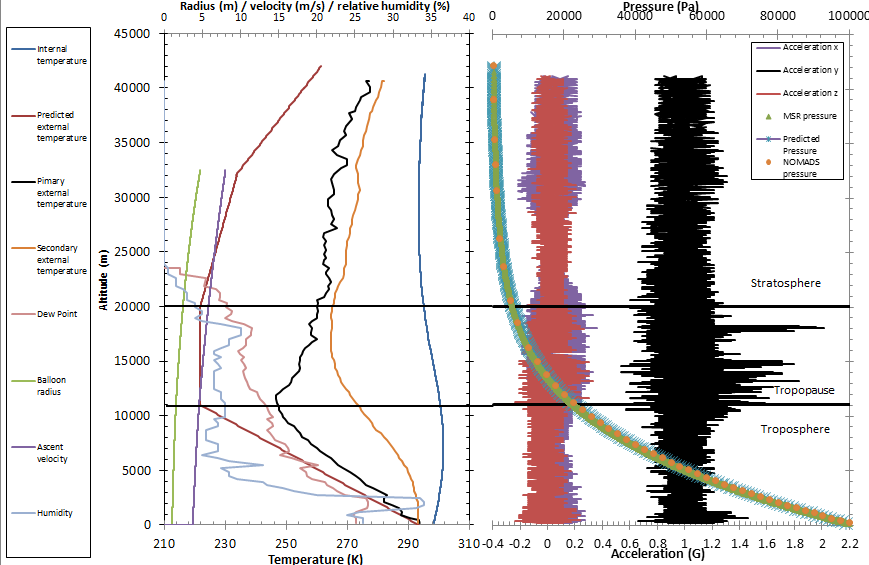 Radius (m) / velocity (m/s) / relative humidity (%)
0 5 10 15 20 25 30 35 40
Pressure (Pa)
0 20000 40000 60000 80000 100000
Internal
temperature
Predicted
external
temperature
Pimary
external
temperature
Secondary
external
temperature
Dew Point
Balloon
radius
Ascent
velocity
Humidity
Altitude (m)
45000
40000
35000
30000
25000
20000
15000
10000
5000
0
210 230 250 270 290 310
Temperature (K)
Acceleration x
Acceleration y
Acceleration z
MSR pressure
Predicted
Pressure
NOMADS
pressure
Stratosphere
Tropopause
Troposphere
-0.4 -0.2 0 0.2 0.4 0.6 0.8 1 1.2 1.4 1.6 1.8 2 2.2
Acceleration (G)